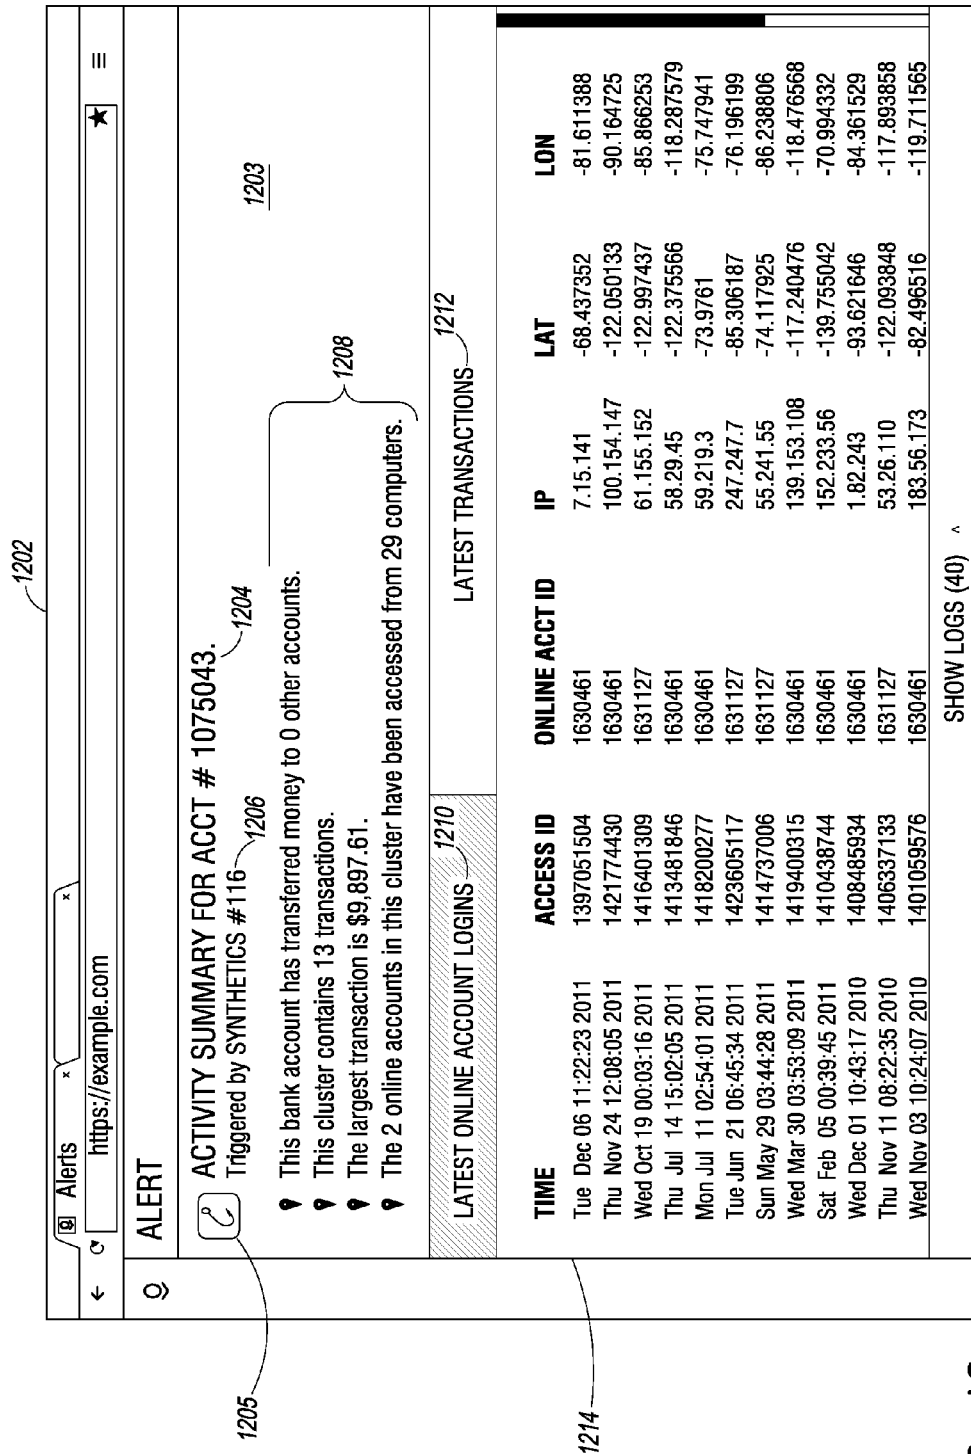 1202
Alerts × ×
https://example.com
ALERT
ACTIVITY SUMMARY FOR ACCT # 1075043.
1204
Triggered by SYNTHETICS #116
1206
1205
1203
This bank account has transferred money to 0 other accounts.
This cluster contains 13 transactions.
The largest transaction is $9,897.61.
The 2 online accounts in this cluster have been accessed from 29 computers.
1208
1210
1212
LATEST ONLINE ACCOUNT LOGINS LATEST TRANSACTIONS
TIME ACCESS ID ONLINE ACCT ID IP LAT LON
Tue Dec 06 11:22:23 2011 1397051504 1630461 7.15.141 -68.437352 -81.611388
Thu Nov 24 12:08:05 2011 1421774430 1630461 100.154.147 -122.050133 -90.164725
Wed Oct 19 00:03:16 2011 1416401309 1631127 61.155.152 -122.997437 -85.866253
Thu Jul 14 15:02:05 2011 1413481846 1630461 58.29.45 -122.375566 -118.287579
Mon Jul 11 02:54:01 2011 1418200277 1630461 59.219.3 -73.9761 -75.747941
Tue Jun 21 06:45:34 2011 1423605117 1631127 247.247.7 -85.306187 -76.196199
Sun May 29 03:44:28 2011 1414737006 1631127 55.241.55 -74.117925 -86.238806
Wed Mar 30 03:53:09 2011 1419400315 1630461 139.153.108 -117.240476 -118.476568
Sat Feb 05 00:39:45 2011 1410438744 1630461 152.233.56 -139.755042 -70.994332
Wed Dec 01 10:43:17 2010 1408485934 1630461 1.82.243 -93.621646 -84.361529
Thu Nov 11 08:22:35 2010 1406337133 1631127 53.26.110 -122.093848 -117.893858
Wed Nov 03 10:24:07 2010 1401059576 1630461 183.56.173 -82.496516 -119.711565
1214
SHOW LOGS (40) ^